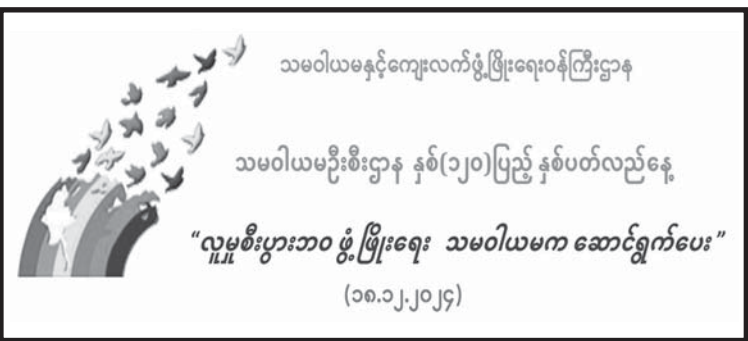 သမဝါယမနှင့်ကျေးလက်ဖွံ့ဖြိုးရေးဝန်ကြီးဌာန
သမဝါယမဦးစီးဌာန နှစ်(၁၂၀)ပြည့် နှစ်ပတ်လည်နေ့
“လူမှုစီးပွားဘဝ ဖွံ့ဖြိုးရေး သမဝါယမက ဆောင်ရွက်ပေး”
(၁၈.၁၂.၂၀၂၄)